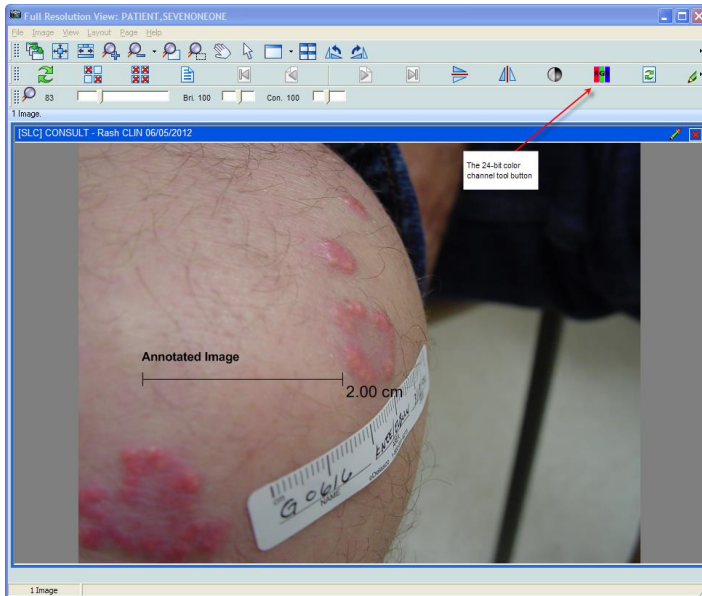 Full Resolution View: PATIENT,SEVENONEONE
File Image View Layout Page Help
83 Bri. 100 Con. 100
1 Image.
[SLC] CONSULT - Rash CLIN 06/05/2012
The 24-bit color
channel tool button
RGB
Annotated Image
2.00 cm
G0616
NAME
1 Image